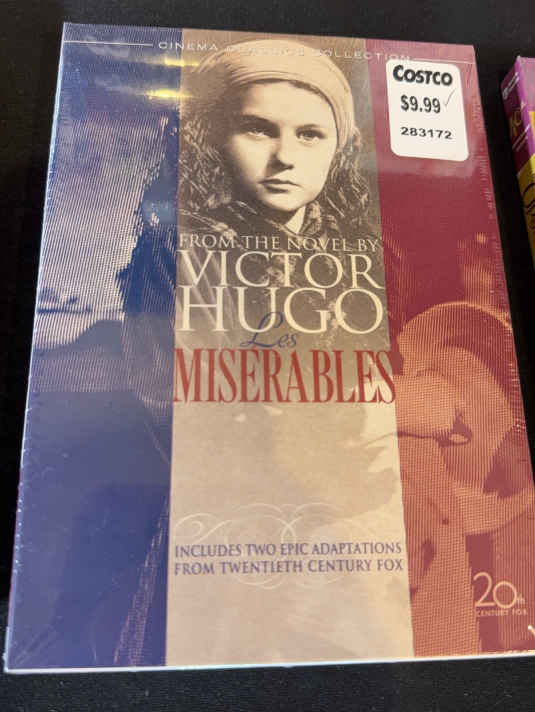 CINEMA CLASSICS COLLECTION
COSTCO
$9.99
283172
FROM THE NOVEL BY
VICTOR
HUGO
Les
MISERABLES
INCLUDES TWO EPIC ADAPTATIONS
FROM TWENTIETH CENTURY FOX
20th
CENTURY FOX